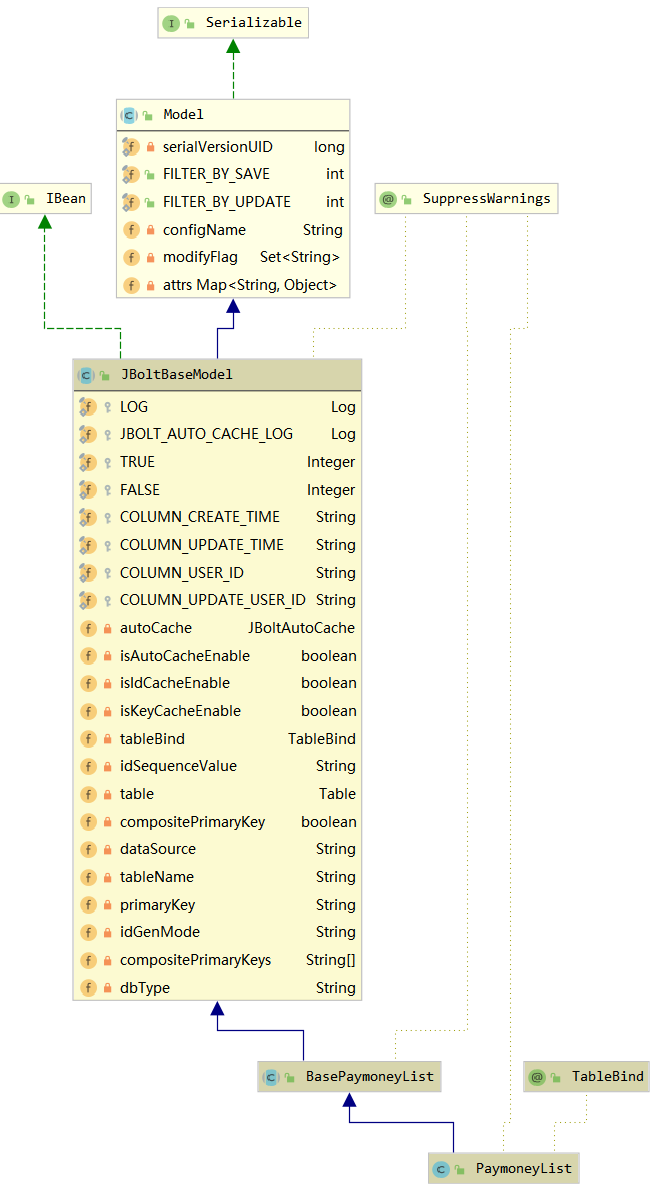 Serializable
Model
serialVersionUID long
FILTER_BY_SAVE int
FILTER_BY_UPDATE int
configName String
modifyFlag Set<String>
attrs Map<String, Object>
IBean
SuppressWarnings
JBoltBaseModel
LOG Log
JBOLT_AUTO_CACHE_LOG Log
TRUE Integer
FALSE Integer
COLUMN_CREATE_TIME String
COLUMN_UPDATE_TIME String
COLUMN_USER_ID String
COLUMN_UPDATE_USER_ID String
autoCache JBoltAutoCache
isAutoCacheEnable boolean
isIdCacheEnable boolean
isKeyCacheEnable boolean
tableBind TableBind
idSequenceValue String
table Table
compositePrimaryKey boolean
dataSource String
tableName String
primaryKey String
idGenMode String
compositePrimaryKeys String[]
dbType String
BasePaymoneyList
TableBind
PaymoneyList